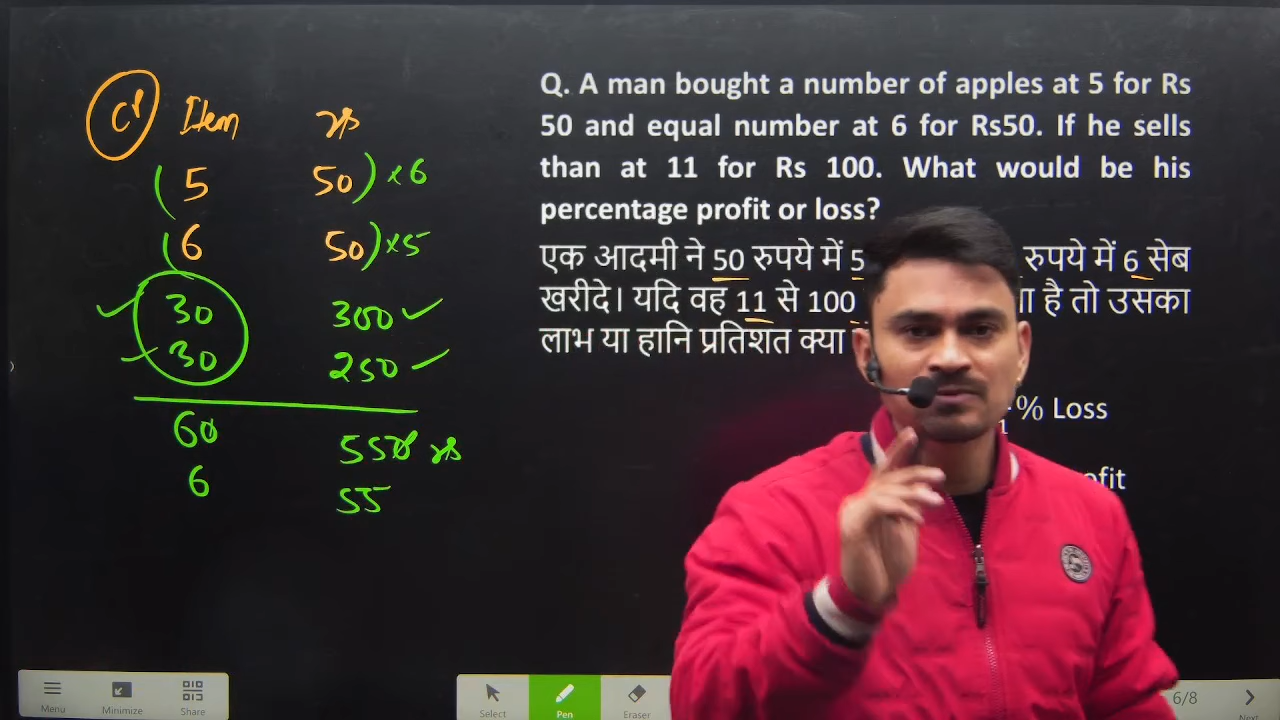 CP Item rs
( 5 50 ) ×6
( 6 50 ) ×5
30 300
30 250
60 550 rs
6 55
Q. A man bought a number of apples at 5 for Rs
50 and equal number at 6 for Rs50. If he sells
than at 11 for Rs 100. What would be his
percentage profit or loss?
एक आदमी ने 50 रुपये में 5 रुपये में 6 सेब
खरीदे। यदि वह 11 से 100 है तो उसका
लाभ या हानि प्रतिशत क्या
% Loss
Menu Minimize Share Select Pen Eraser 6/8 Next